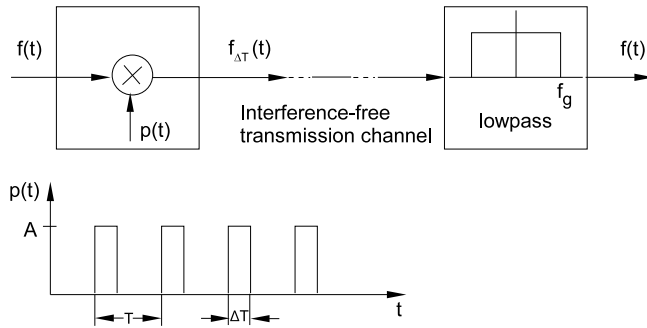 f(t)
f_ΔT(t)
f(t)
p(t)
f_g
lowpass
Interference-free
transmission channel
p(t)
A
T
ΔT
t